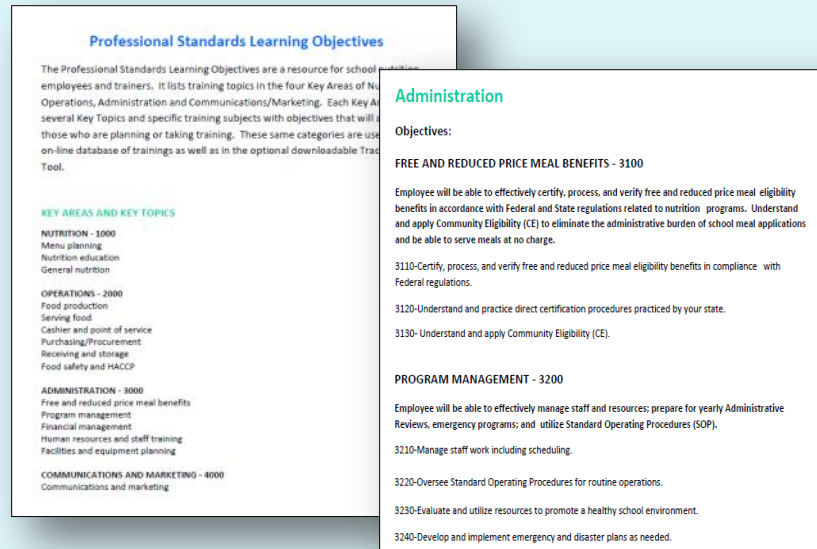 Professional Standards Learning Objectives
The Professional Standards Learning Objectives are a resource for school nutrition
employees and trainers. It lists training topics in the four Key Areas of Nu
Operations, Administration and Communications/Marketing. Each Key Ar
several Key Topics and specific training subjects with objectives that will a
those who are planning or taking training. These same categories are use
on-line database of trainings as well as in the optional downloadable Trac
Tool.
KEY AREAS AND KEY TOPICS
NUTRITION - 1000
Menu planning
Nutrition education
General nutrition
OPERATIONS - 2000
Food production
Serving food
Cashier and point of service
Purchasing/Procurement
Receiving and storage
Food safety and HACCP
ADMINISTRATION - 3000
Free and reduced price meal benefits
Program management
Financial management
Human resources and staff training
Facilities and equipment planning
COMMUNICATIONS AND MARKETING - 4000
Communications and marketing
Administration
Objectives:
FREE AND REDUCED PRICE MEAL BENEFITS - 3100
Employee will be able to effectively certify, process, and verify free and reduced price meal eligibility
benefits in accordance with Federal and State regulations related to nutrition programs. Understand
and apply Community Eligibility (CE) to eliminate the administrative burden of school meal applications
and be able to serve meals at no charge.
3110-Certify, process, and verify free and reduced price meal eligibility benefits in compliance with
Federal regulations.
3120-Understand and practice direct certification procedures practiced by your state.
3130- Understand and apply Community Eligibility (CE).
PROGRAM MANAGEMENT - 3200
Employee will be able to effectively manage staff and resources; prepare for yearly Administrative
Reviews, emergency programs; and utilize Standard Operating Procedures (SOP).
3210-Manage staff work including scheduling.
3220-Oversee Standard Operating Procedures for routine operations.
3230-Evaluate and utilize resources to promote a healthy school environment.
3240-Develop and implement emergency and disaster plans as needed.